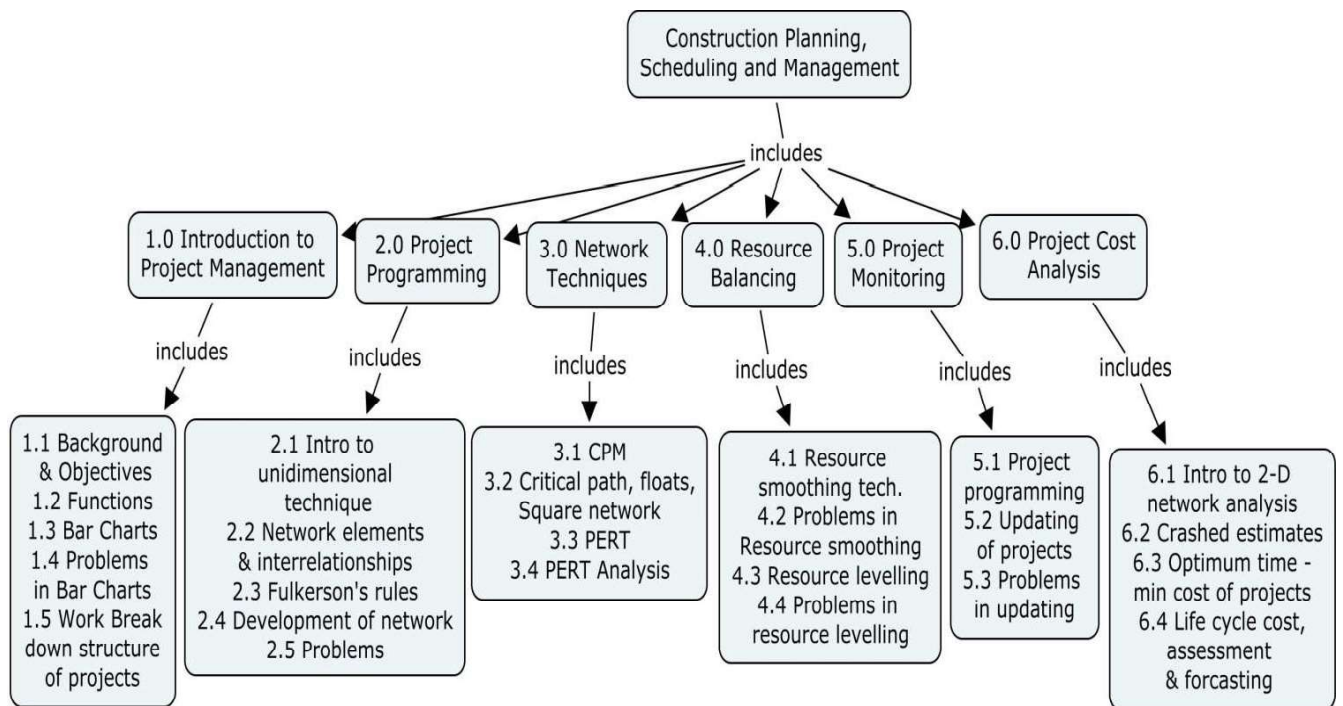 Construction Planning,
Scheduling and Management
includes
1.0 Introduction to
Project Management
2.0 Project
Programming
3.0 Network
Techniques
4.0 Resource
Balancing
5.0 Project
Monitoring
6.0 Project Cost
Analysis
includes
includes
includes
includes
includes
includes
1.1 Background
& Objectives
1.2 Functions
1.3 Bar Charts
1.4 Problems
in Bar Charts
1.5 Work Break
down structure
of projects
2.1 Intro to
unidimensional
technique
2.2 Network elements
& interrelationships
2.3 Fulkerson's rules
2.4 Development of network
2.5 Problems
3.1 CPM
3.2 Critical path, floats,
Square network
3.3 PERT
3.4 PERT Analysis
4.1 Resource
smoothing tech.
4.2 Problems in
Resource smoothing
4.3 Resource levelling
4.4 Problems in
resource levelling
5.1 Project
programming
5.2 Updating
of projects
5.3 Problems
in updating
6.1 Intro to 2-D
network analysis
6.2 Crashed estimates
6.3 Optimum time -
min cost of projects
6.4 Life cycle cost,
assessment
& forcasting